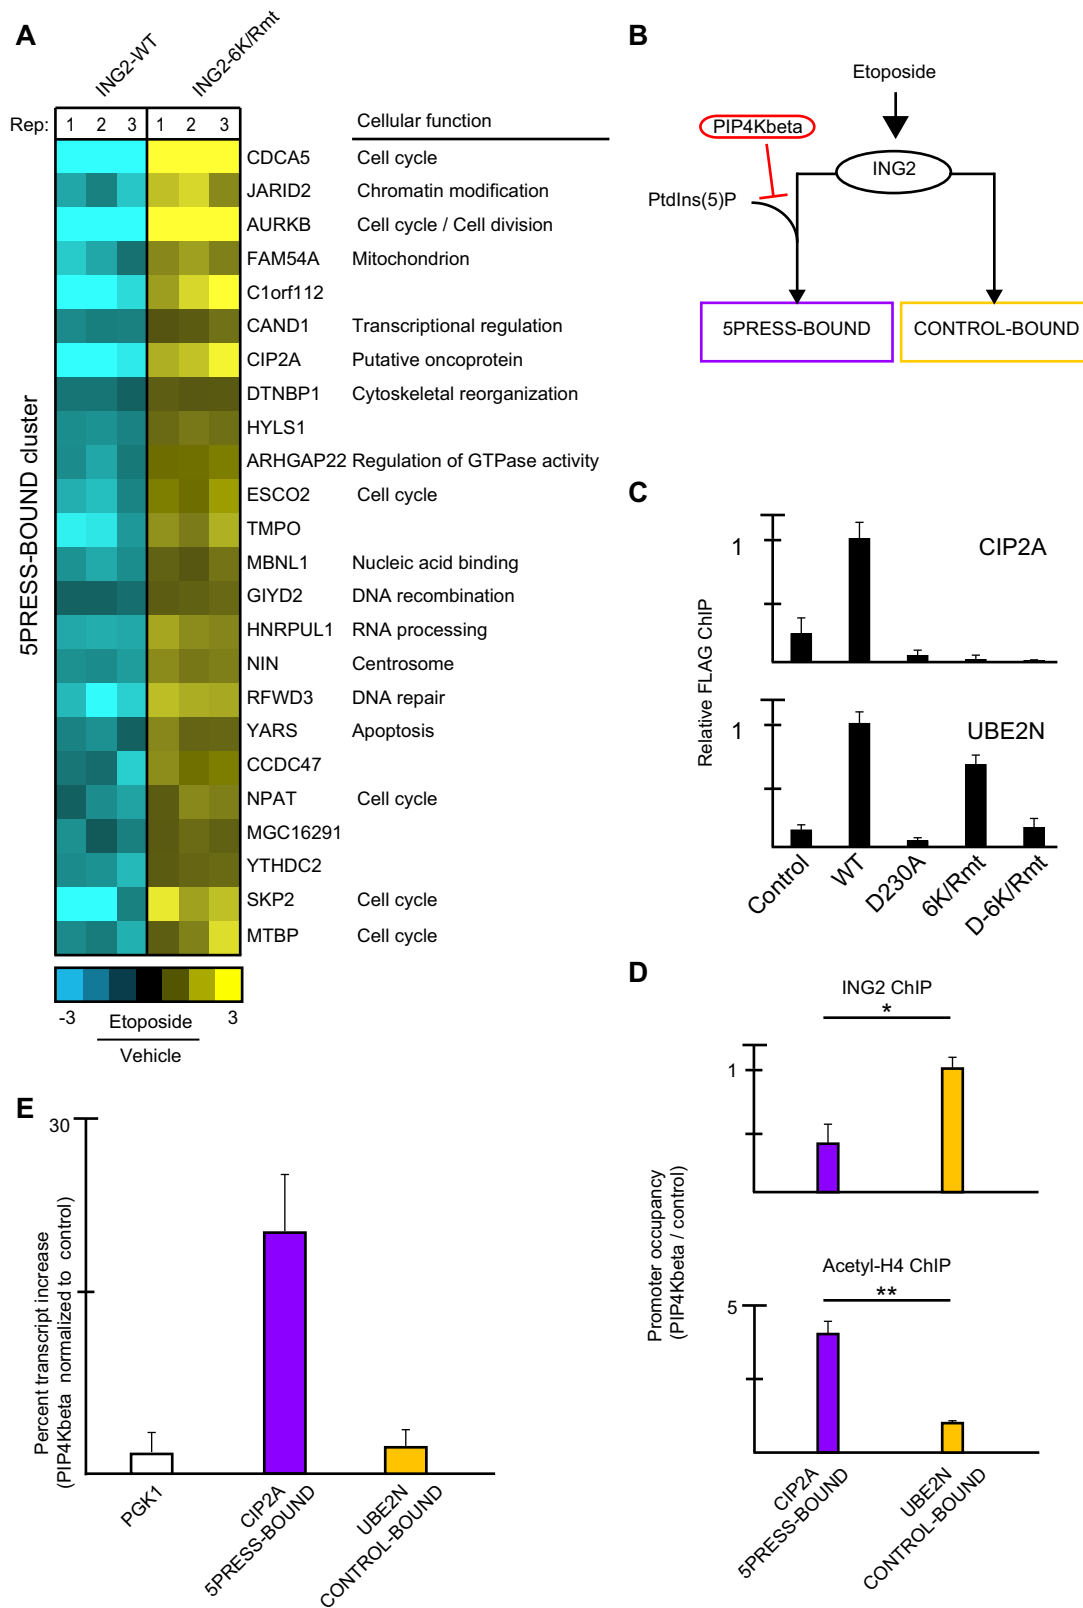 A
ING2-WT
ING2-6K/Rmt
Rep: 1 2 3 1 2 3
Cellular function
5PRESS-BOUND cluster
CDCA5 Cell cycle
JARID2 Chromatin modification
AURKB Cell cycle / Cell division
FAM54A Mitochondrion
C1orf112
CAND1 Transcriptional regulation
CIP2A Putative oncoprotein
DTNBP1 Cytoskeletal reorganization
HYLS1
ARHGAP22 Regulation of GTPase activity
ESCO2 Cell cycle
TMPO
MBNL1 Nucleic acid binding
GIYD2 DNA recombination
HNRPUL1 RNA processing
NIN Centrosome
RFWD3 DNA repair
YARS Apoptosis
CCDC47
NPAT Cell cycle
MGC16291
YTHDC2
SKP2 Cell cycle
MTBP Cell cycle
-3 3
Etoposide
Vehicle
B
Etoposide
PIP4Kbeta
ING2
PtdIns(5)P
5PRESS-BOUND
CONTROL-BOUND
C
Relative FLAG ChIP
1
CIP2A
1
UBE2N
Control
WT
D230A
6K/Rmt
D-6K/Rmt
D
Promoter occupancy
(PIP4Kbeta / control)
ING2 ChIP
*
1
Acetyl-H4 ChIP
**
5
CIP2A
5PRESS-BOUND
UBE2N
CONTROL-BOUND
E
Percent transcript increase
(PIP4Kbeta normalized to control)
30
PGK1
CIP2A
5PRESS-BOUND
UBE2N
CONTROL-BOUND